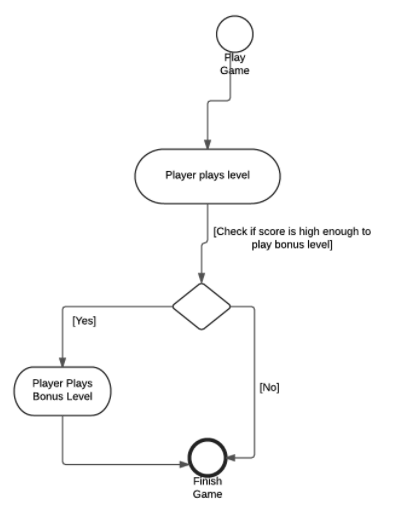 Play
Game
Player plays level
[Check if score is high enough to
play bonus level]
[Yes]
Player Plays
Bonus Level
[No]
Finish
Game